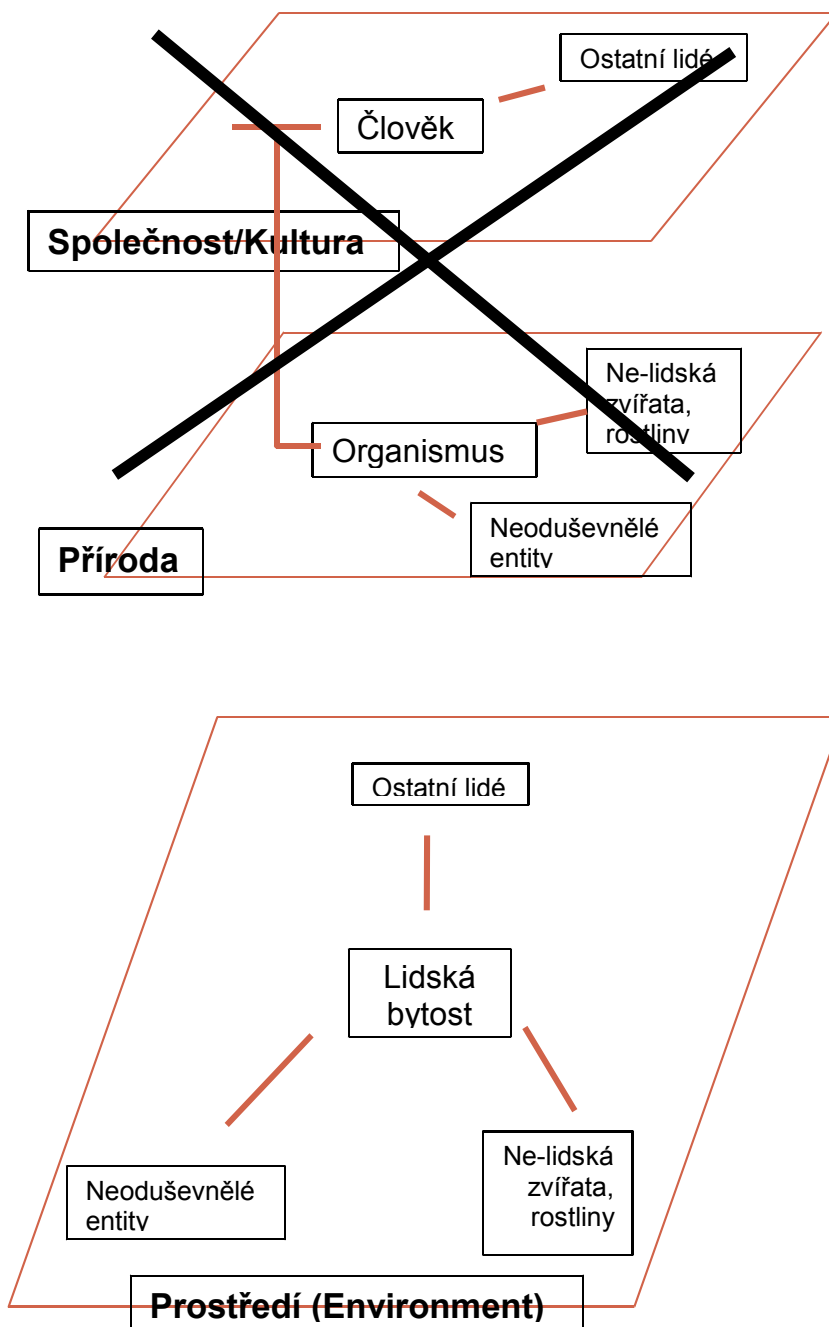 Ostatní lidé
Člověk
Společnost/Kultura
Ne-lidská
zvířata,
rostliny
Organismus
Neoduševnělé
entity
Příroda
Ostatní lidé
Lidská
bytost
Ne-lidská
zvířata,
rostliny
Neoduševnělé
entity
Prostředí (Environment)